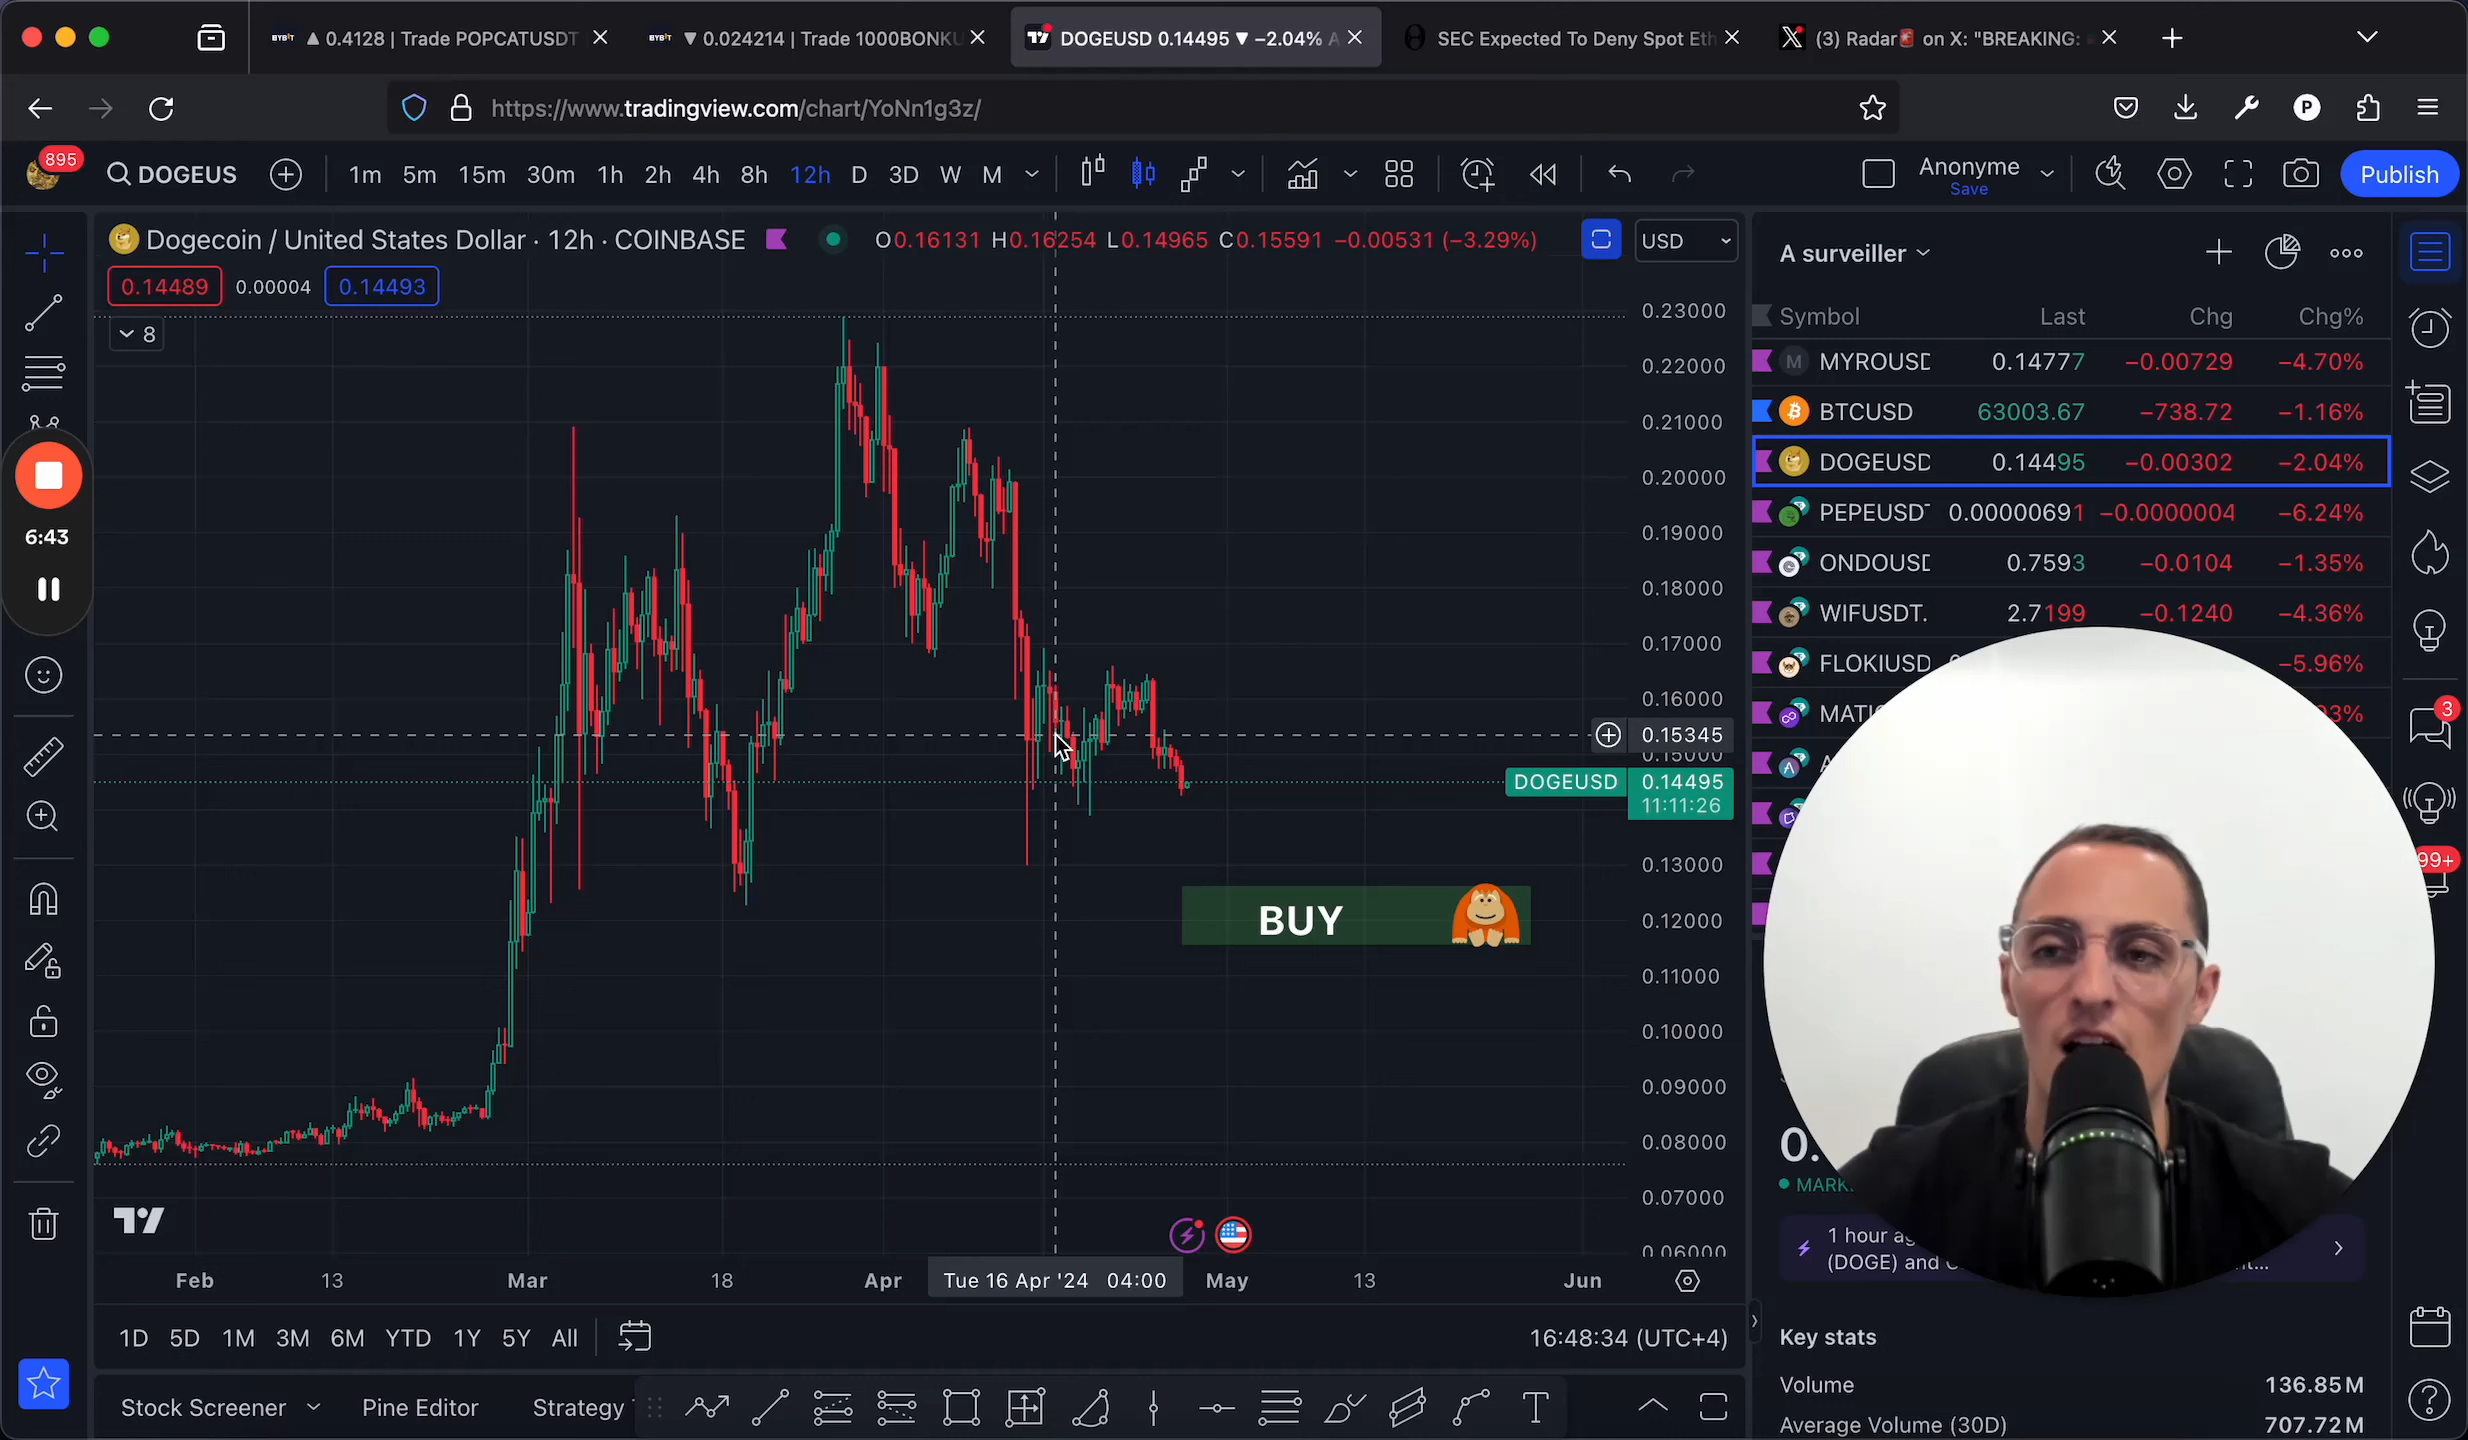 BYBIT ▲ 0.4128 | Trade POPCATUSDT
BYBIT ▼ 0.024214 | Trade 1000BONKU
DOGEUSD 0.14495 ▼ −2.04%
SEC Expected To Deny Spot Eth
(3) Radar🚨 on X: "BREAKING:
https://www.tradingview.com/chart/YoNn1g3z/
895
DOGEUS
1m 5m 15m 30m 1h 2h 4h 8h 12h D 3D W M
Anonyme
Save
Publish
Dogecoin / United States Dollar · 12h · COINBASE
O0.16131 H0.16254 L0.14965 C0.15591 −0.00531 (−3.29%)
USD
0.14489 0.00004 0.14493
8
0.23000
0.22000
0.21000
0.20000
0.19000
0.18000
0.17000
0.16000
0.15345
0.15000
DOGEUSD 0.14495
11:11:26
0.13000
0.12000
0.11000
0.10000
0.09000
0.08000
0.07000
0.06000
BUY
6:43
Feb 13 Mar 18 Apr Tue 16 Apr '24 04:00 May 13 Jun
1D 5D 1M 3M 6M YTD 1Y 5Y All
16:48:34 (UTC+4)
Stock Screener Pine Editor Strategy
A surveiller
Symbol Last Chg Chg%
MYROUSD 0.14777 −0.00729 −4.70%
BTCUSD 63003.67 −738.72 −1.16%
DOGEUSD 0.14495 −0.00302 −2.04%
PEPEUSDT 0.00000691 −0.0000004 −6.24%
ONDOUSD 0.7593 −0.0104 −1.35%
WIFUSDT. 2.7199 −0.1240 −4.36%
FLOKIUSD −5.96%
MATIC 3%
3
99+
0.
MARK
1 hour ag
(DOGE) and
nt...
Key stats
Volume 136.85M
Average Volume (30D) 707.72M